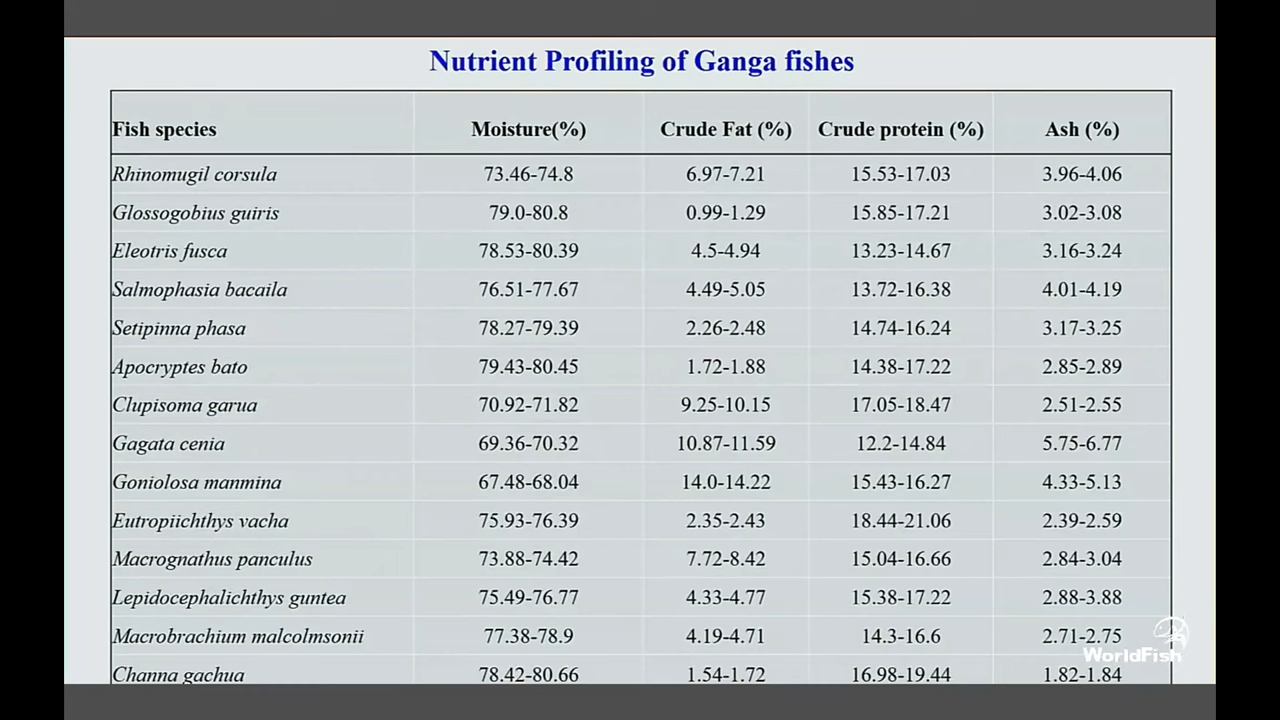 Nutrient Profiling of Ganga fishes
Fish species Moisture(%) Crude Fat (%) Crude protein (%) Ash (%)
Rhinomugil corsula 73.46-74.8 6.97-7.21 15.53-17.03 3.96-4.06
Glossogobius guiris 79.0-80.8 0.99-1.29 15.85-17.21 3.02-3.08
Eleotris fusca 78.53-80.39 4.5-4.94 13.23-14.67 3.16-3.24
Salmophasia bacaila 76.51-77.67 4.49-5.05 13.72-16.38 4.01-4.19
Setipinna phasa 78.27-79.39 2.26-2.48 14.74-16.24 3.17-3.25
Apocryptes bato 79.43-80.45 1.72-1.88 14.38-17.22 2.85-2.89
Clupisoma garua 70.92-71.82 9.25-10.15 17.05-18.47 2.51-2.55
Gagata cenia 69.36-70.32 10.87-11.59 12.2-14.84 5.75-6.77
Goniolosa manmina 67.48-68.04 14.0-14.22 15.43-16.27 4.33-5.13
Eutropiichthys vacha 75.93-76.39 2.35-2.43 18.44-21.06 2.39-2.59
Macrognathus panculus 73.88-74.42 7.72-8.42 15.04-16.66 2.84-3.04
Lepidocephalichthys guntea 75.49-76.77 4.33-4.77 15.38-17.22 2.88-3.88
Macrobrachium malcolmsonii 77.38-78.9 4.19-4.71 14.3-16.6 2.71-2.75
WorldFish
Channa gachua 78.42-80.66 1.54-1.72 16.98-19.44 1.82-1.84